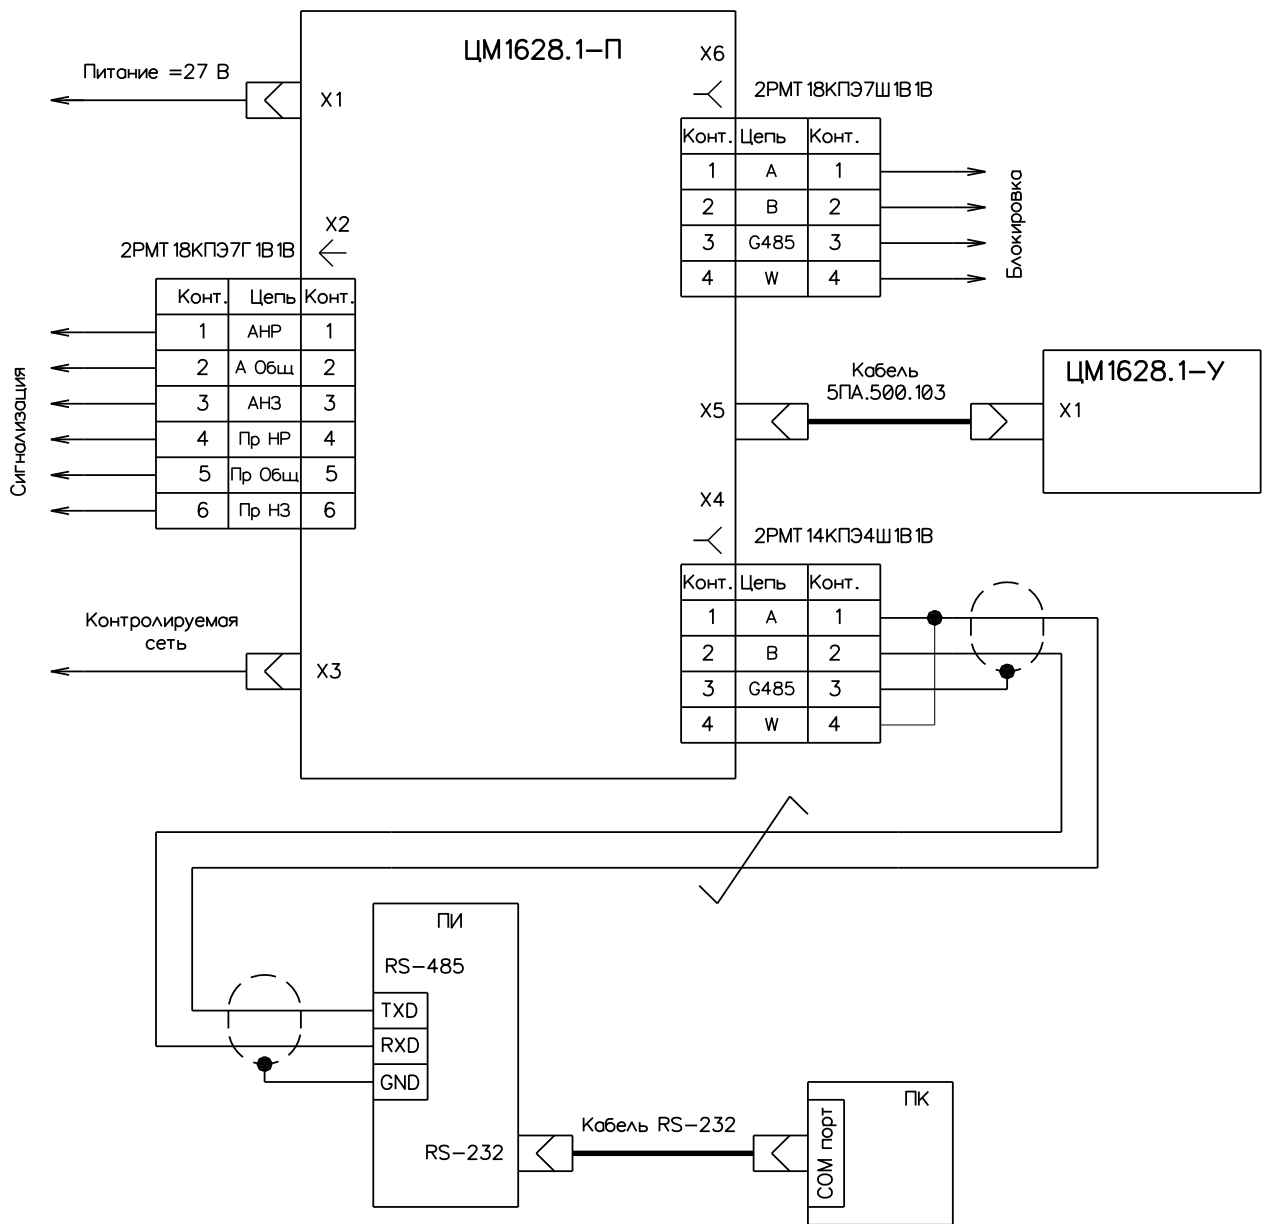 ЦМ1628.1-П
Питание =27 В
X1
X6
2РМТ18КПЭ7Ш1В1В
Конт. Цепь Конт.
1 A 1
2 B 2
3 G485 3
4 W 4
Блокировка
X2
2РМТ18КПЭ7Г1В1В
Конт. Цепь Конт.
1 АНР 1
2 А Общ 2
3 АНЗ 3
4 Пр НР 4
5 Пр Общ 5
6 Пр НЗ 6
Сигнализация
X5
Кабель
5ПА.500.103
ЦМ1628.1-У
X1
X4
2РМТ14КПЭ4Ш1В1В
Конт. Цепь Конт.
1 A 1
2 B 2
3 G485 3
4 W 4
Контролируемая
сеть
X3
ПИ
RS-485
TXD
RXD
GND
RS-232
Кабель RS-232
ПК
COM порт